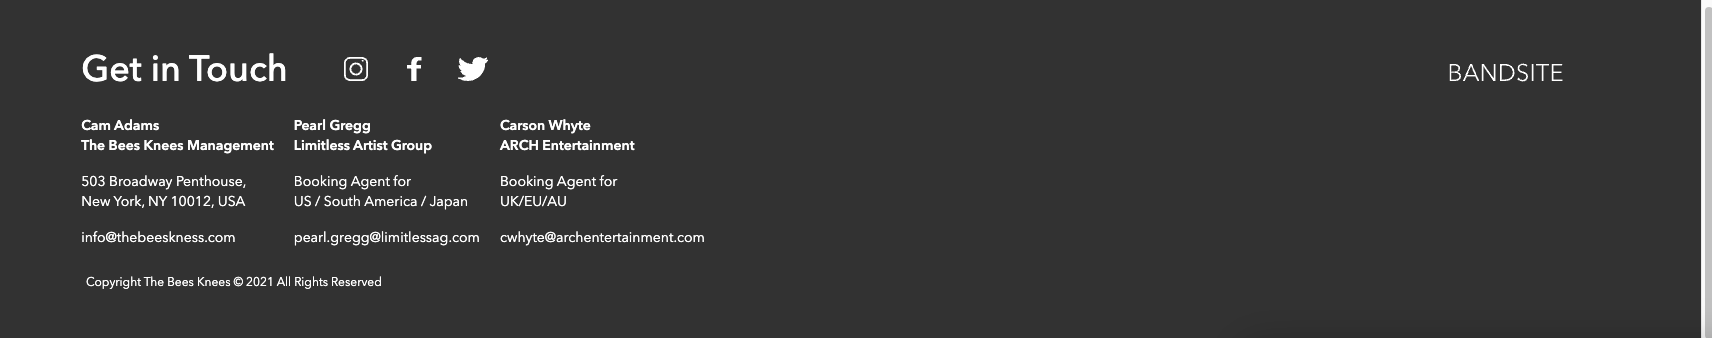 Get in Touch
BANDSITE
Cam Adams
The Bees Knees Management
503 Broadway Penthouse,
New York, NY 10012, USA
info@thebeeskness.com
Pearl Gregg
Limitless Artist Group
Booking Agent for
US / South America / Japan
pearl.gregg@limitlessag.com
Carson Whyte
ARCH Entertainment
Booking Agent for
UK/EU/AU
cwhyte@archentertainment.com
Copyright The Bees Knees © 2021 All Rights Reserved